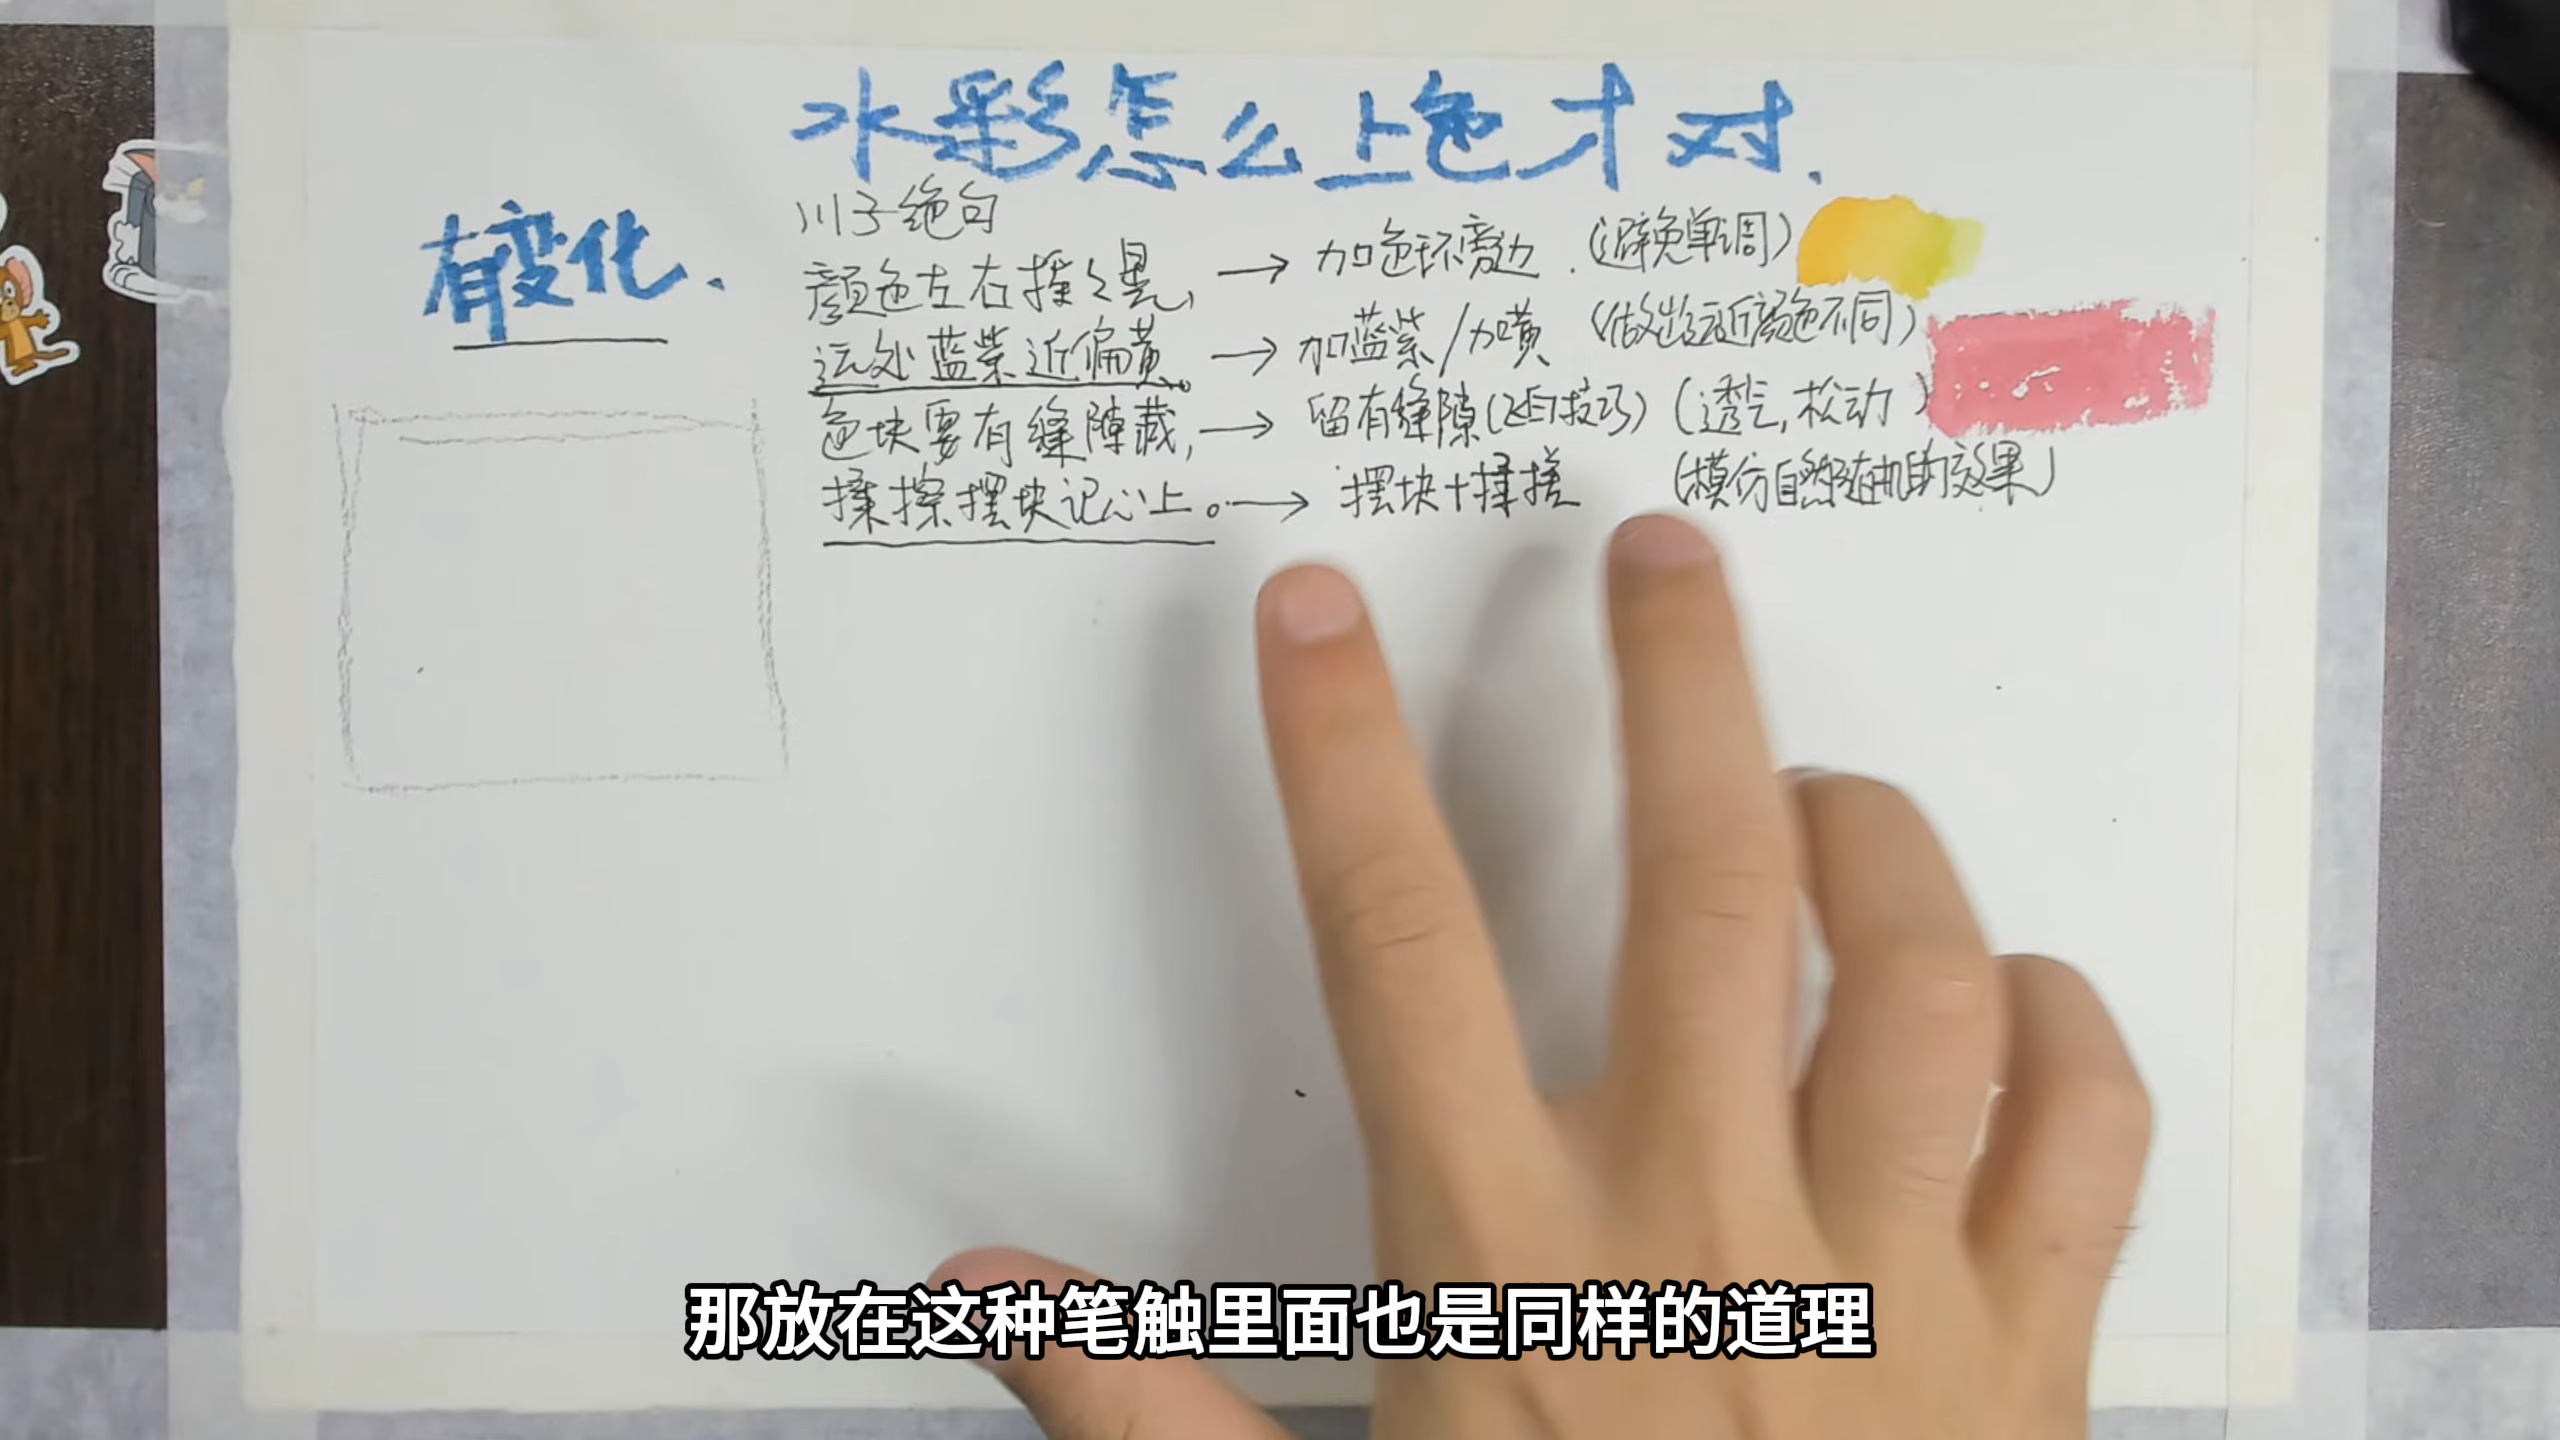 水彩怎么上色才对.
有变化.
川子绝句
颜色左右摇々晃, → 加色环旁边.（避免单调）
远处蓝紫近偏黄。 → 加蓝紫/加黄（做出远近颜色不同）
色块要有缝隙藏, → 留有缝隙(飞白技巧)（透气,松动）
揉擦摆块记心上。 → 摆块+揉搓（模仿自然随机的效果）
那放在这种笔触里面也是同样的道理